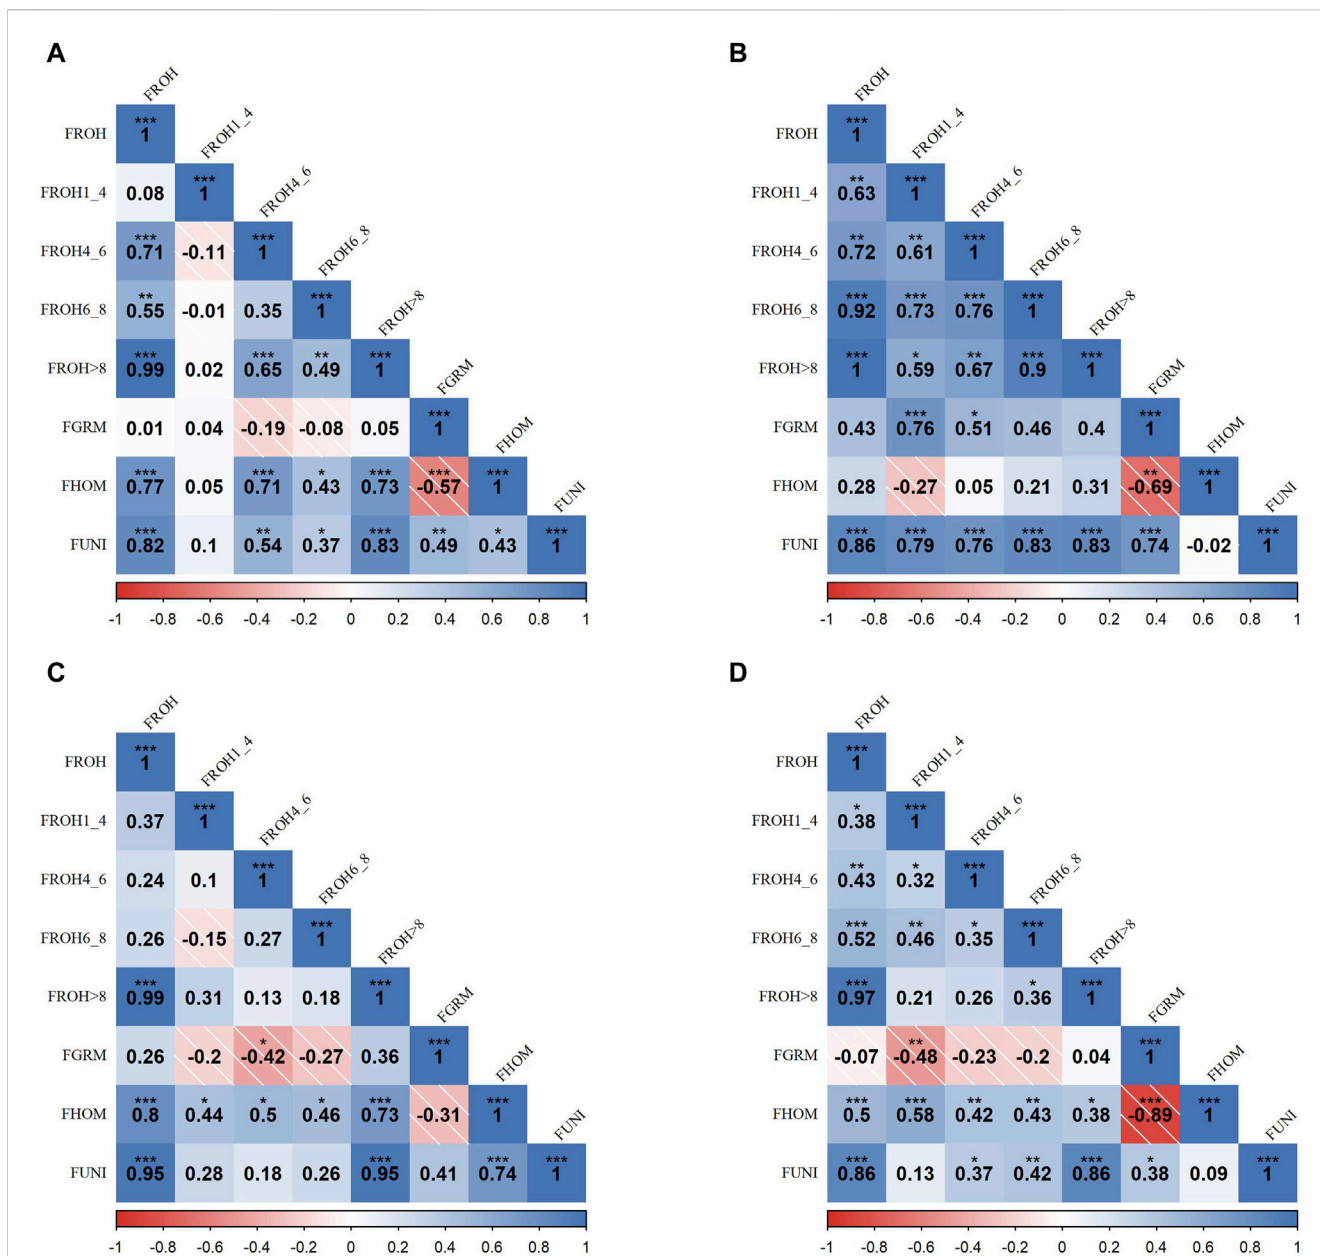 A
FROH
FROH1_4
FROH4_6
FROH6_8
FROH>8
FGRM
FHOM
FUNI
FROH *** 1
FROH1_4 0.08 *** 1
FROH4_6 *** 0.71 -0.11 *** 1
FROH6_8 ** 0.55 -0.01 0.35 *** 1
FROH>8 *** 0.99 0.02 *** 0.65 ** 0.49 *** 1
FGRM 0.01 0.04 -0.19 -0.08 0.05 *** 1
FHOM *** 0.77 0.05 *** 0.71 * 0.43 *** 0.73 *** -0.57 *** 1
FUNI *** 0.82 0.1 ** 0.54 * 0.37 *** 0.83 ** 0.49 * 0.43 *** 1
-1 -0.8 -0.6 -0.4 -0.2 0 0.2 0.4 0.6 0.8 1
B
FROH
FROH1_4
FROH4_6
FROH6_8
FROH>8
FGRM
FHOM
FUNI
FROH *** 1
FROH1_4 ** 0.63 *** 1
FROH4_6 ** 0.72 ** 0.61 *** 1
FROH6_8 *** 0.92 *** 0.73 *** 0.76 *** 1
FROH>8 *** 1 * 0.59 ** 0.67 *** 0.9 *** 1
FGRM 0.43 *** 0.76 * 0.51 0.46 0.4 *** 1
FHOM 0.28 -0.27 0.05 0.21 0.31 ** -0.69 *** 1
FUNI *** 0.86 *** 0.79 *** 0.76 *** 0.83 *** 0.83 *** 0.74 -0.02 *** 1
-1 -0.8 -0.6 -0.4 -0.2 0 0.2 0.4 0.6 0.8 1
C
FROH
FROH1_4
FROH4_6
FROH6_8
FROH>8
FGRM
FHOM
FUNI
FROH *** 1
FROH1_4 0.37 *** 1
FROH4_6 0.24 0.1 *** 1
FROH6_8 0.26 -0.15 0.27 *** 1
FROH>8 *** 0.99 0.31 0.13 0.18 *** 1
FGRM 0.26 -0.2 * -0.42 -0.27 0.36 *** 1
FHOM *** 0.8 * 0.44 * 0.5 * 0.46 *** 0.73 -0.31 *** 1
FUNI *** 0.95 0.28 0.18 0.26 *** 0.95 0.41 *** 0.74 *** 1
-1 -0.8 -0.6 -0.4 -0.2 0 0.2 0.4 0.6 0.8 1
D
FROH
FROH1_4
FROH4_6
FROH6_8
FROH>8
FGRM
FHOM
FUNI
FROH *** 1
FROH1_4 * 0.38 *** 1
FROH4_6 ** 0.43 * 0.32 *** 1
FROH6_8 *** 0.52 ** 0.46 * 0.35 *** 1
FROH>8 *** 0.97 0.21 0.26 * 0.36 *** 1
FGRM -0.07 ** -0.48 -0.23 -0.2 0.04 *** 1
FHOM *** 0.5 *** 0.58 ** 0.42 ** 0.43 * 0.38 *** -0.89 *** 1
FUNI *** 0.86 0.13 * 0.37 ** 0.42 *** 0.86 * 0.38 0.09 *** 1
-1 -0.8 -0.6 -0.4 -0.2 0 0.2 0.4 0.6 0.8 1